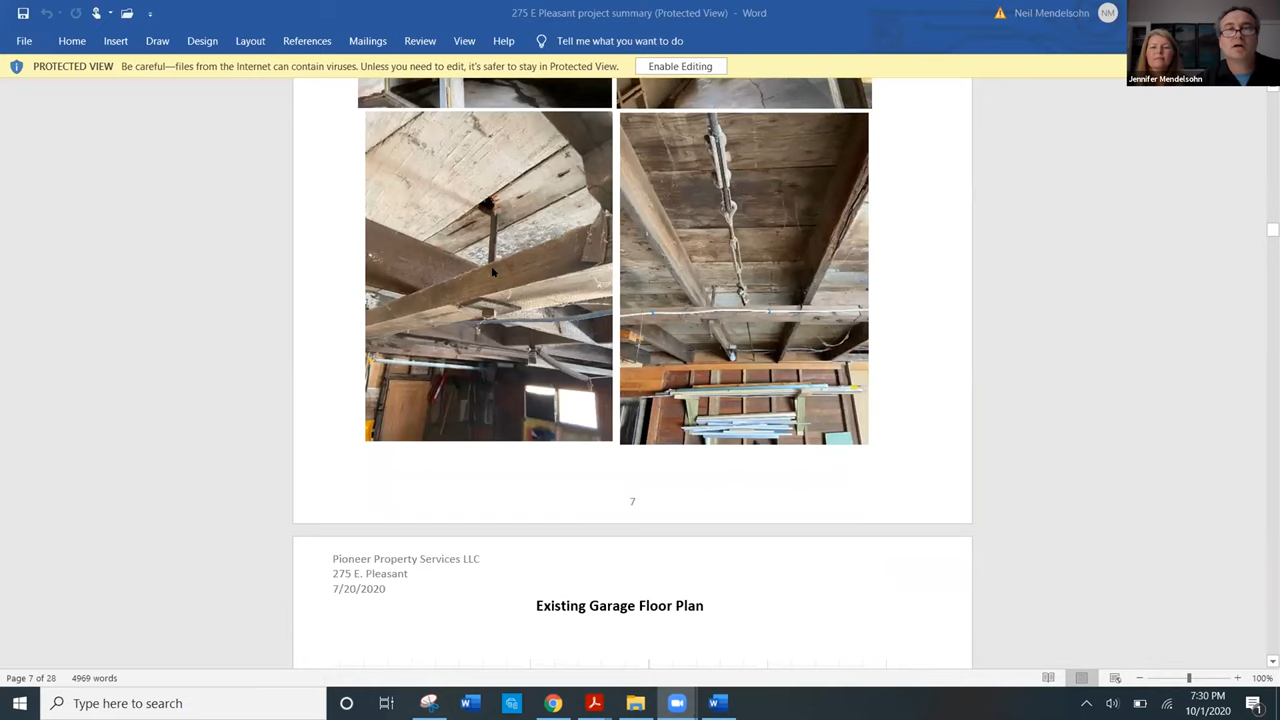 275 E Pleasant project summary (Protected View) - Word
Neil Mendelsohn
NM
File Home Insert Draw Design Layout References Mailings Review View Help Tell me what you want to do
PROTECTED VIEW Be careful—files from the Internet can contain viruses. Unless you need to edit, it's safer to stay in Protected View. Enable Editing
Jennifer Mendelsohn
7
Pioneer Property Services LLC
275 E. Pleasant
7/20/2020
Existing Garage Floor Plan
Page 7 of 28 4969 words
100%
Type here to search
7:30 PM
10/1/2020
1